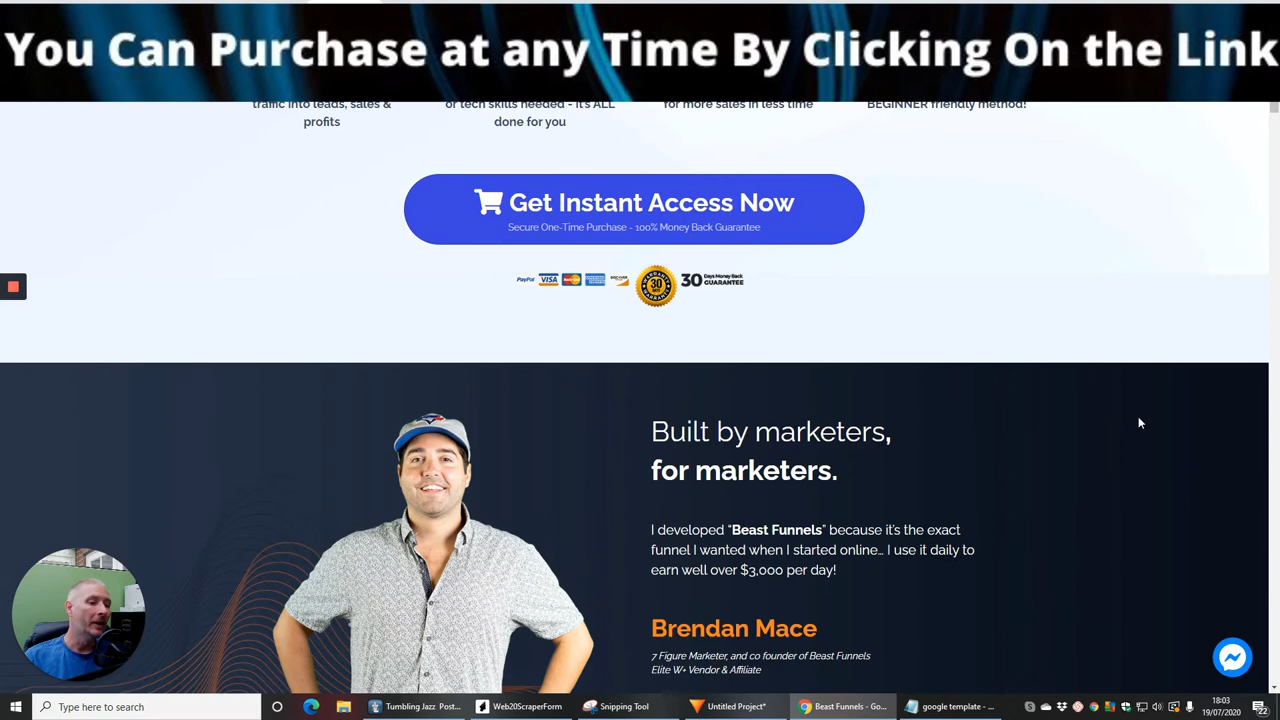 You Can Purchase at any Time By Clicking On the Link
traffic into leads, sales &
profits
or tech skills needed - it's ALL
done for you
for more sales in less time
BEGINNER friendly method!
Get Instant Access Now
Secure One-Time Purchase - 100% Money Back Guarantee
PayPal VISA MasterCard DISCOVER
30 Days Money Back
GUARANTEE
Built by marketers,
for marketers.
I developed “Beast Funnels” because it's the exact
funnel I wanted when I started online... I use it daily to
earn well over $3,000 per day!
Brendan Mace
7 Figure Marketer, and co founder of Beast Funnels
Elite W+ Vendor & Affiliate
Type here to search
Tumbling Jazz Post...
Web20ScraperForm
Snipping Tool
Untitled Project*
Beast Funnels - Go...
google template - ...
18:03
19/07/2020
22